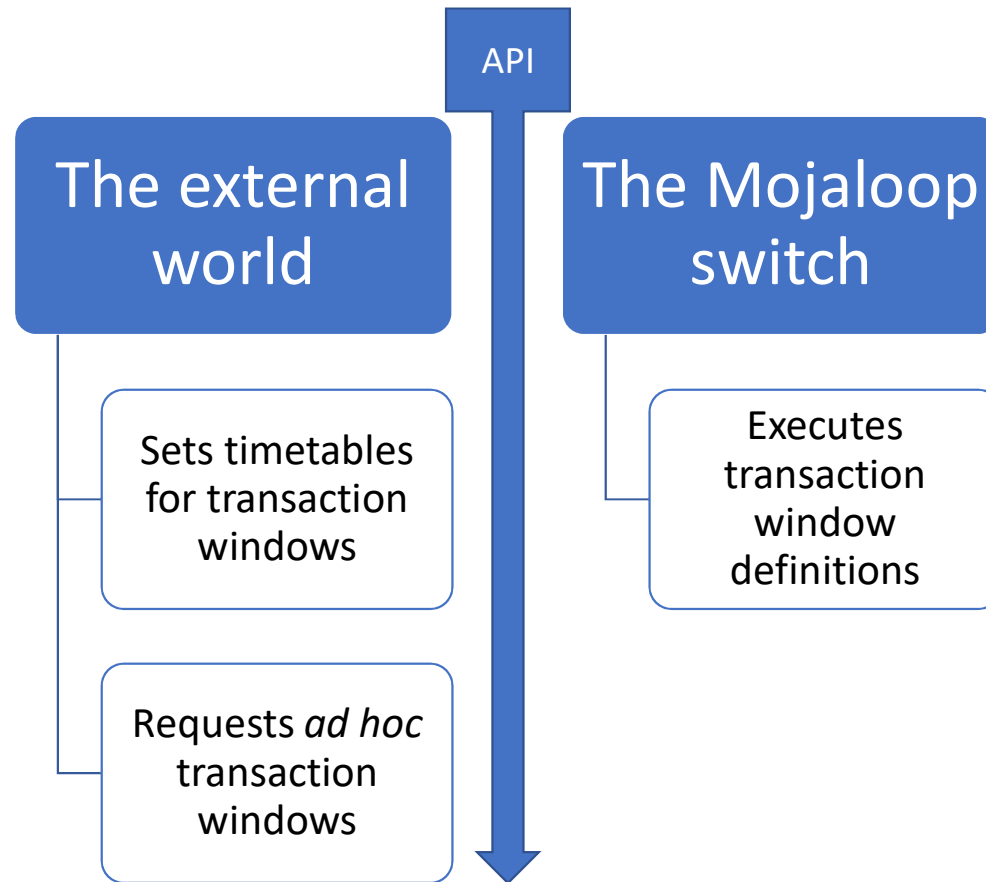 API
The external
world
The Mojaloop
switch
Sets timetables
for transaction
windows
Executes
transaction
window
definitions
Requests ad hoc
transaction
windows